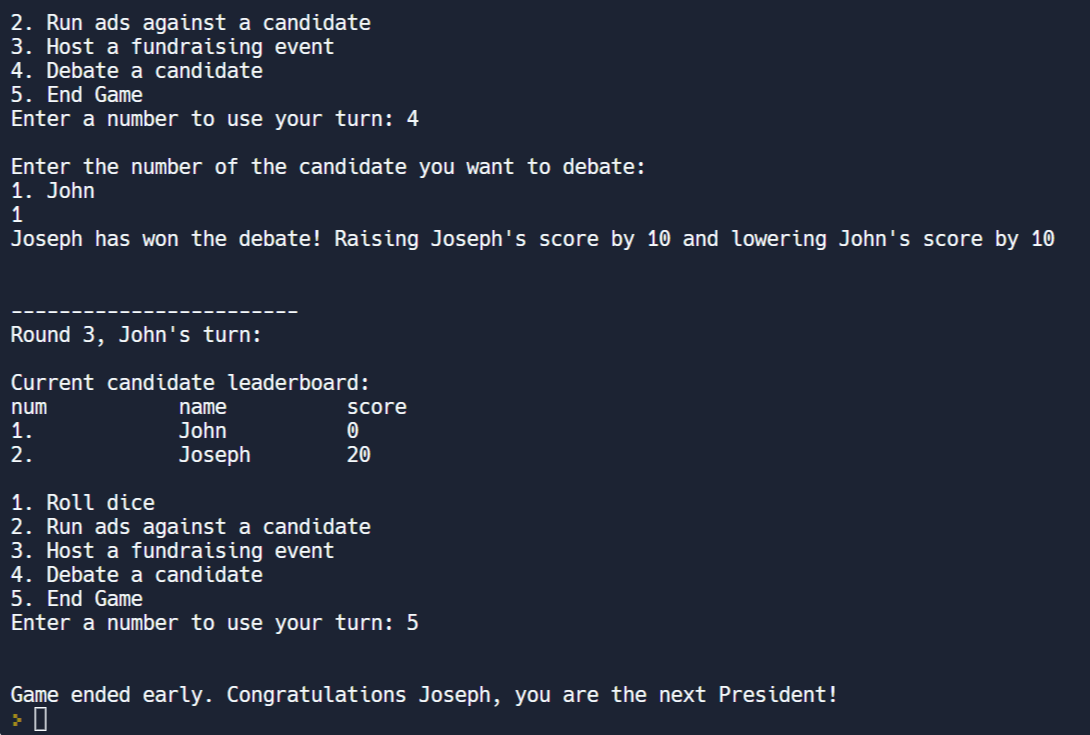 2. Run ads against a candidate
3. Host a fundraising event
4. Debate a candidate
5. End Game
Enter a number to use your turn: 4
Enter the number of the candidate you want to debate:
1. John
1
Joseph has won the debate! Raising Joseph's score by 10 and lowering John's score by 10
------------------------
Round 3, John's turn:
Current candidate leaderboard:
num name score
1. John 0
2. Joseph 20
1. Roll dice
2. Run ads against a candidate
3. Host a fundraising event
4. Debate a candidate
5. End Game
Enter a number to use your turn: 5
Game ended early. Congratulations Joseph, you are the next President!
>